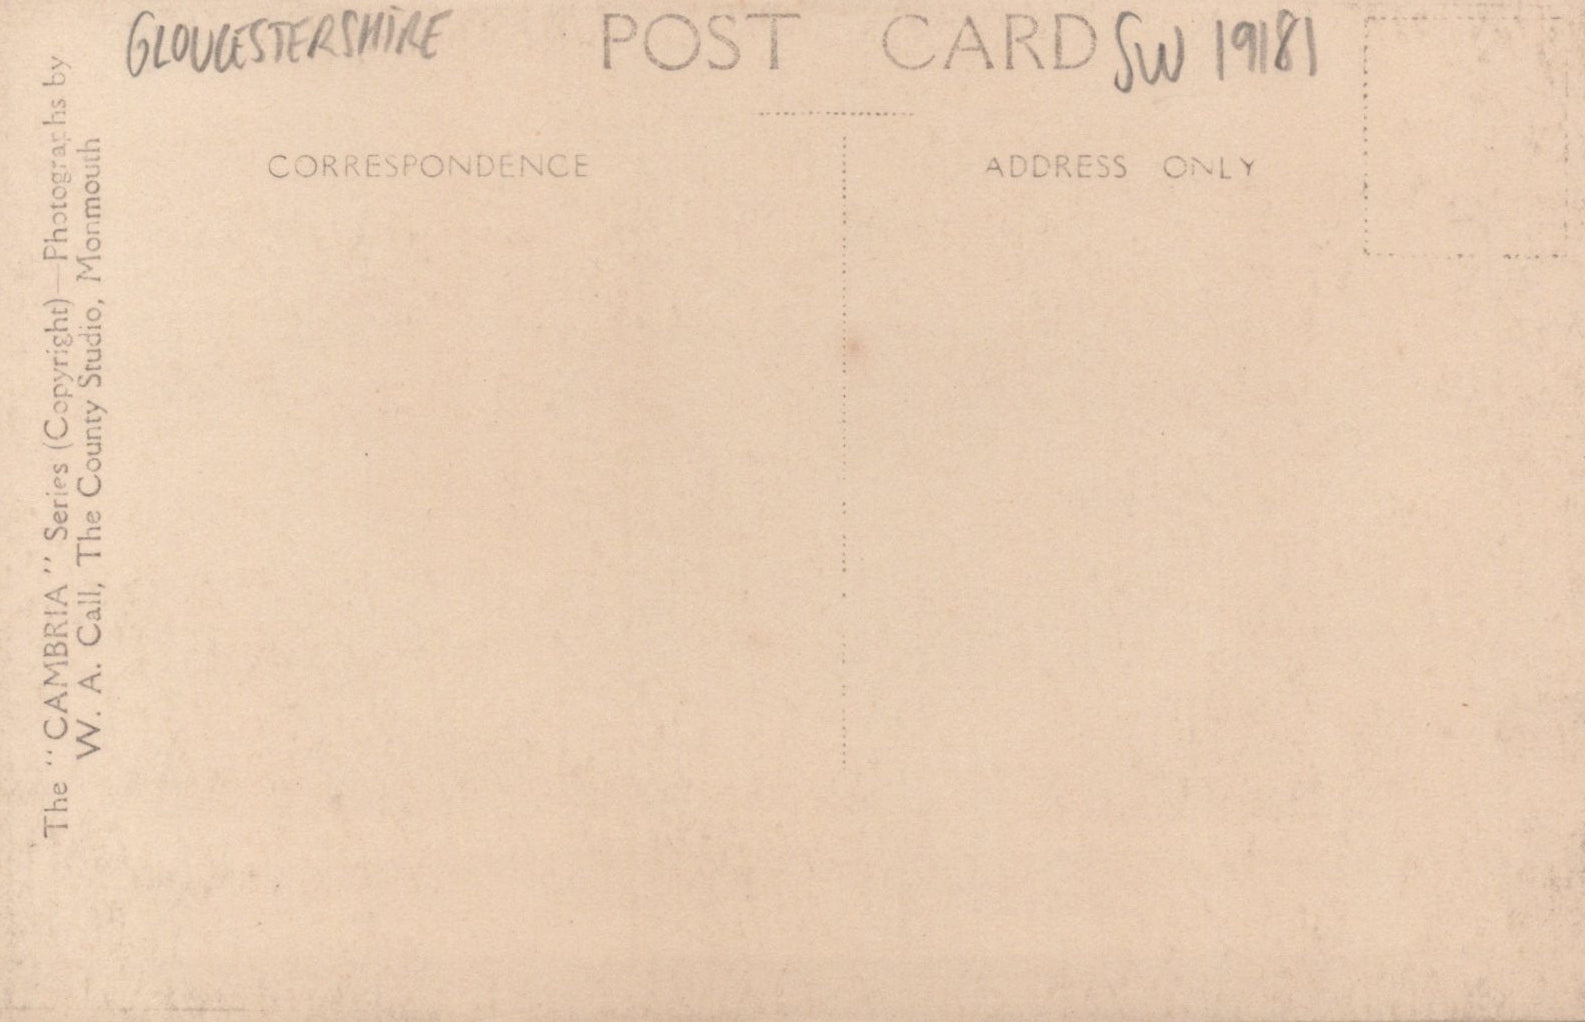 GLOUCESTERSHIRE
POST CARD
SW 19181
CORRESPONDENCE
ADDRESS ONLY
The "CAMBRIA" Series (Copyright)—Photographs by
W. A. Call, The County Studio, Monmouth